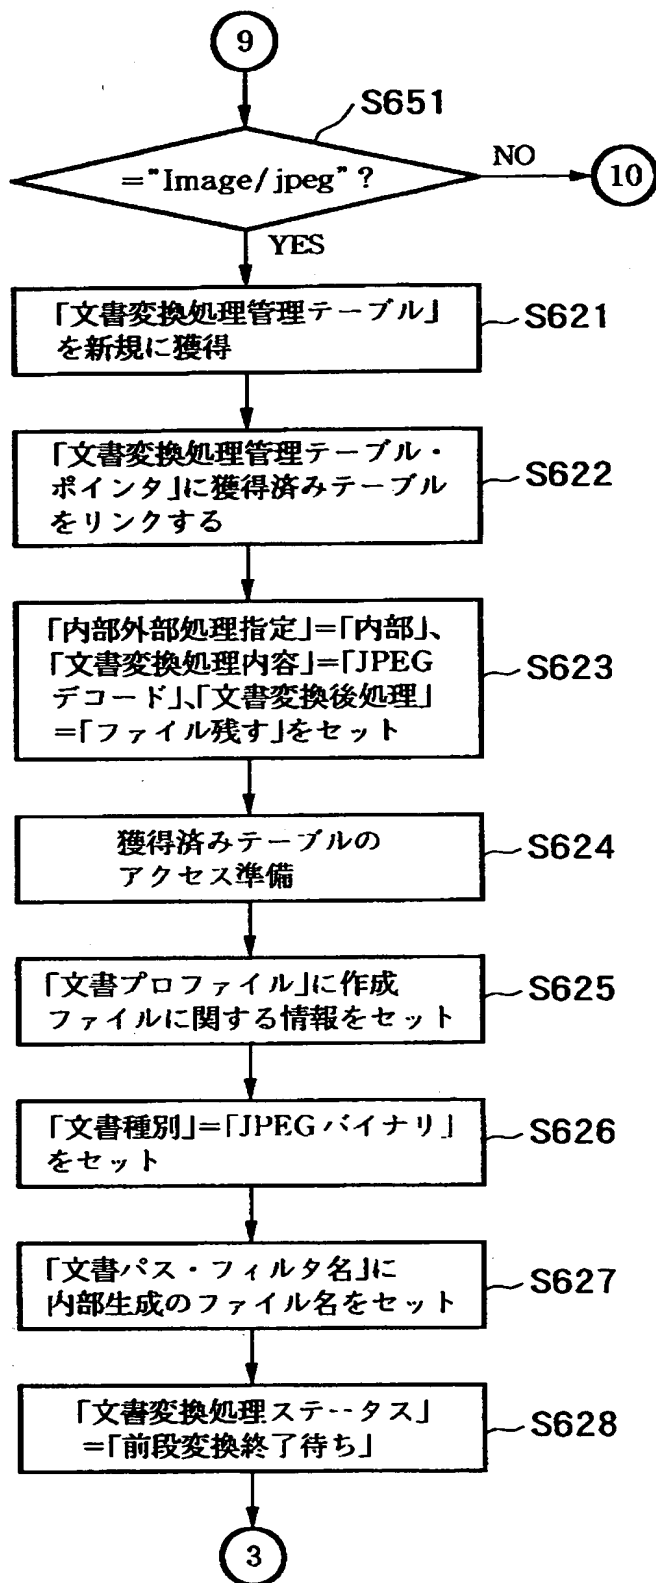 9
S651
="Image/jpeg"?
NO
10
YES
「文書変換処理管理テーブル」
を新規に獲得
S621
「文書変換処理管理テーブル・
ポインタ」に獲得済みテーブル
をリンクする
S622
「内部外部処理指定」=「内部」、
「文書変換処理内容」=「JPEG
デコード」、「文書変換後処理」
=「ファイル残す」をセット
S623
獲得済みテーブルの
アクセス準備
S624
「文書プロファイル」に作成
ファイルに関する情報をセット
S625
「文書種別」=「JPEGバイナリ」
をセット
S626
「文書パス・フィルタ名」に
内部生成のファイル名をセット
S627
「文書変換処理ステータス」
=「前段変換終了待ち」
S628
3